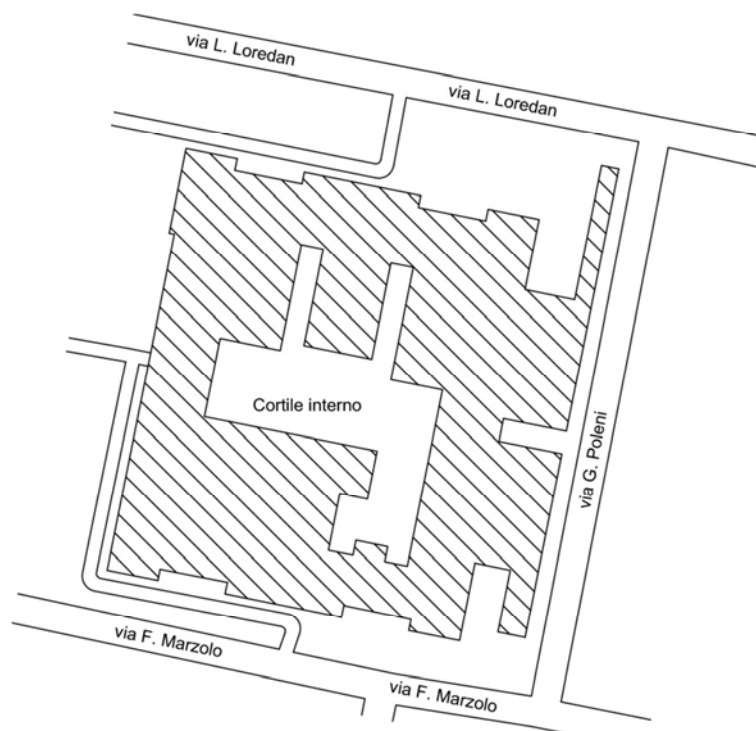 via L. Loredan
via L. Loredan
Cortile interno
via G. Poleni
via F. Marzolo
via F. Marzolo